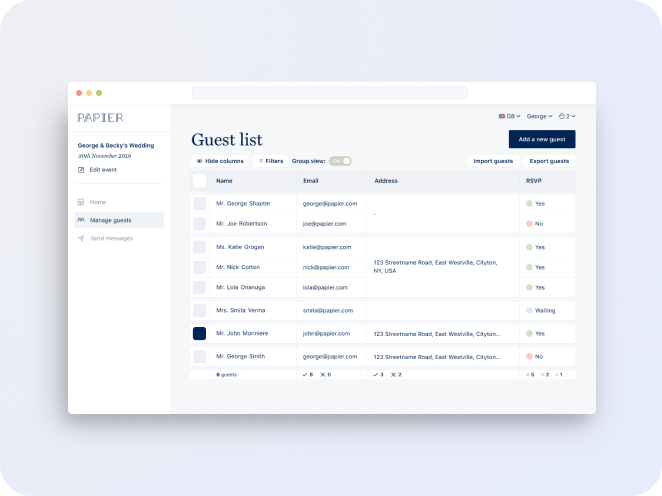 PAPIER
George & Becky's Wedding
30th November 2019
Edit event
Home
Manage guests
Send messages
GB George 2
Guest list
Add a new guest
Hide columns Filters Group view: Import guests Export guests
Name Email Address RSVP
Mr. George Shapter george@papier.com - Yes
Mr. Joe Robertson joe@papier.com No
Ms. Katie Grogan katie@papier.com Yes
Mr. Nick Cotton nick@papier.com 123 Streetname Road, East Westville, Cityton, Yes
NY, USA
Mr. Lola Onanuga lola@papier.com Yes
Mrs. Smita Verma smita@papier.com Waiting
Mr. John Moriniere john@papier.com 123 Streetname Road, East Westville, Cityton... Yes
Mr. George Smith george@papier.com 123 Streetname Road, East Westville, Cityton... No
8 guests 8 0 3 2 5 2 1